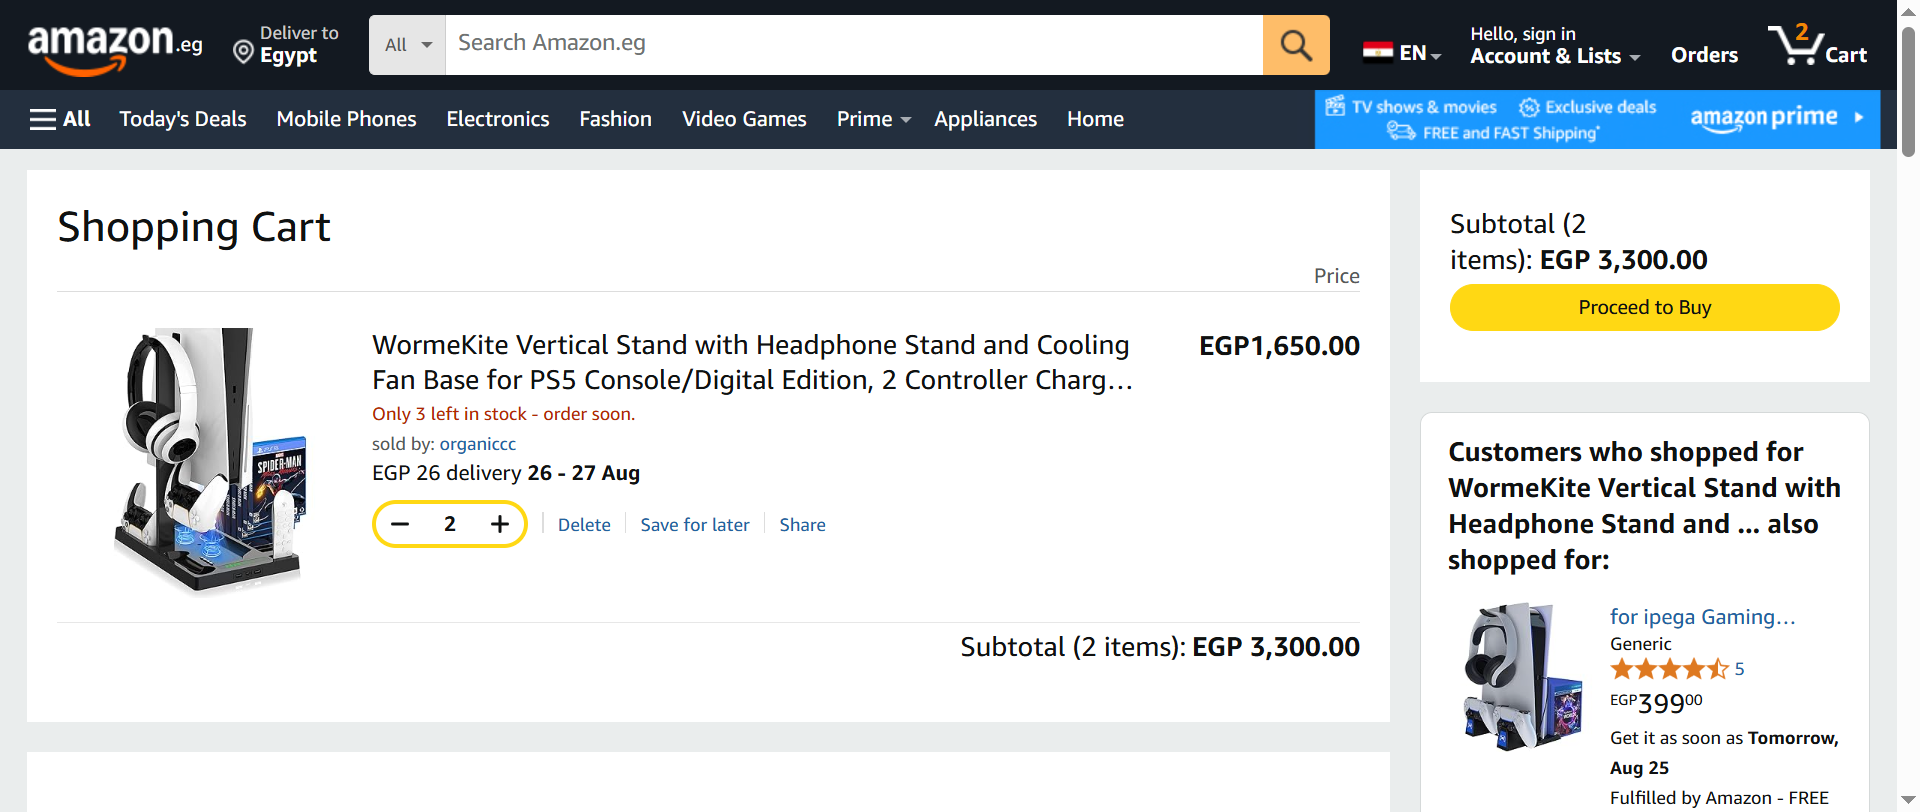 amazon.eg
Deliver to
Egypt
All
Search Amazon.eg
EN
Hello, sign in
Account & Lists
Orders
2
Cart
All
Today's Deals
Mobile Phones
Electronics
Fashion
Video Games
Prime
Appliances
Home
TV shows & movies
Exclusive deals
FREE and FAST Shipping*
amazon prime
Shopping Cart
Price
WormeKite Vertical Stand with Headphone Stand and Cooling
Fan Base for PS5 Console/Digital Edition, 2 Controller Charg…
EGP1,650.00
Only 3 left in stock - order soon.
sold by: organiccc
EGP 26 delivery 26 - 27 Aug
2
Delete
Save for later
Share
SPIDER-MAN
Subtotal (2 items): EGP 3,300.00
Subtotal (2
items): EGP 3,300.00
Proceed to Buy
Customers who shopped for
WormeKite Vertical Stand with
Headphone Stand and ... also
shopped for:
for ipega Gaming…
Generic
5
EGP39900
Get it as soon as Tomorrow,
Aug 25
Fulfilled by Amazon - FREE